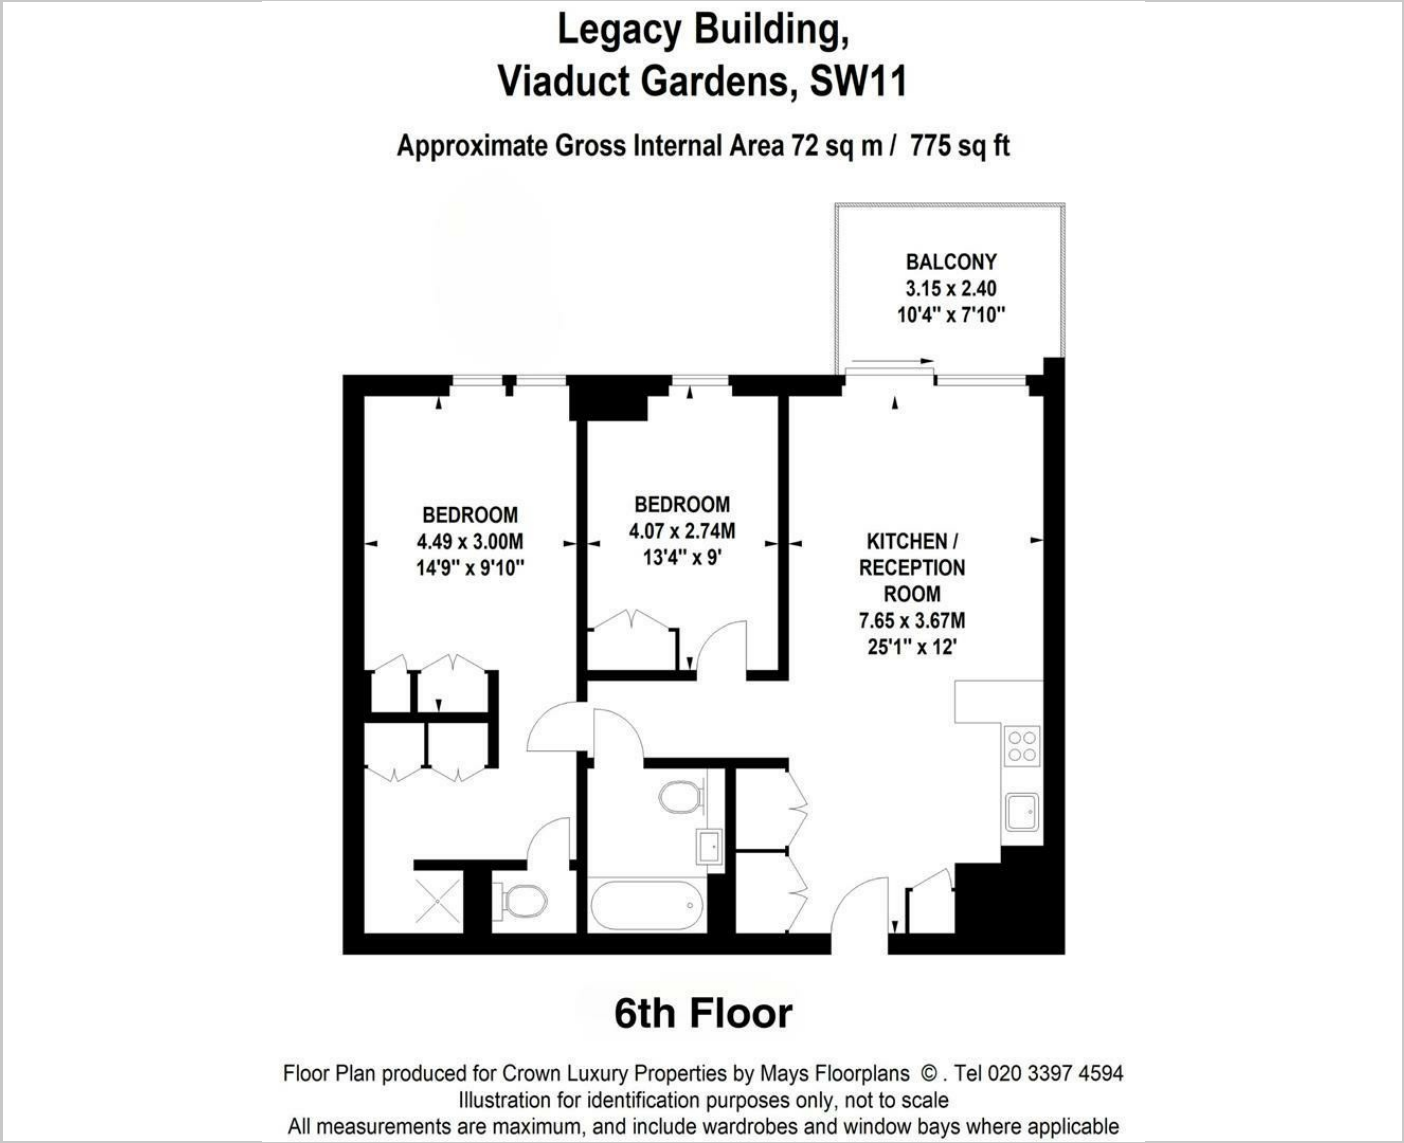 Legacy Building,
Viaduct Gardens, SW11
Approximate Gross Internal Area 72 sq m /  775 sq ft
BALCONY
3.15 x 2.40
10'4" x 7'10"
BEDROOM
4.49 x 3.00M
14'9" x 9'10"
BEDROOM
4.07 x 2.74M
13'4" x 9'
KITCHEN /
RECEPTION
ROOM
7.65 x 3.67M
25'1" x 12'
6th Floor
Floor Plan produced for Crown Luxury Properties by Mays Floorplans © . Tel 020 3397 4594
Illustration for identification purposes only, not to scale
All measurements are maximum, and include wardrobes and window bays where applicable